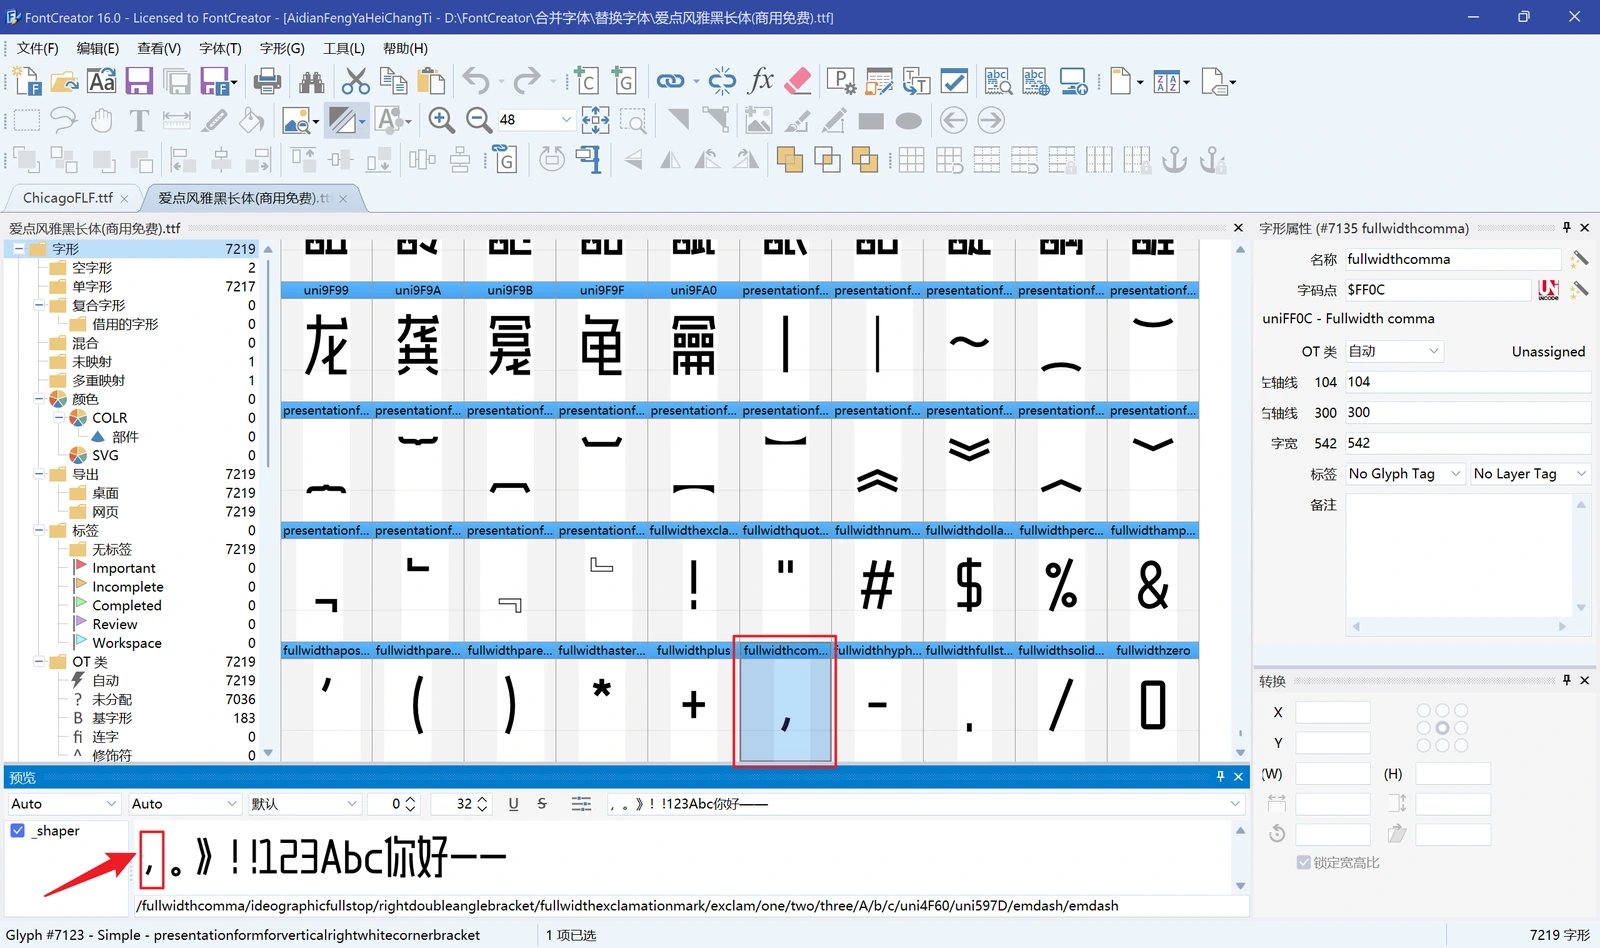 FontCreator 16.0 - Licensed to FontCreator - [AidianFengYaHeiChangTi - D:\FontCreator\合并字体\替换字体\爱点风雅黑长体(商用免费).ttf]
文件(F) 编辑(E) 查看(V) 字体(T) 字形(G) 工具(L) 帮助(H)
48
ChicagoFLF.ttf 爱点风雅黑长体(商用免费).tt
爱点风雅黑长体(商用免费).ttf
字形 7219
空字形 2
单字形 7217
复合字形 0
借用的字形 0
混合 0
未映射 1
多重映射 1
颜色 0
COLR 0
部件 0
SVG 0
导出 7219
桌面 7219
网页 7219
标签 0
无标签 7219
Important 0
Incomplete 0
Completed 0
Review 0
Workspace 0
OT 类 7219
自动 7219
? 未分配 7036
B 基字形 183
fi 连字 0
^ 修饰符 0
uni9F99 uni9F9A uni9F9B uni9F9F uni9FA0 presentationf... presentationf... presentationf... presentationf... presentationf...
龙 龚 龛 龟 龠 | | ~ ︵ ︶
presentationf... presentationf... presentationf... presentationf... presentationf... presentationf... presentationf... presentationf... presentationf... presentationf...
︷ ︸ ︹ ︺ ︻ ︼ ︽ ︾ ︿ ﹀
presentationf... presentationf... presentationf... presentationf... fullwidthexcla... fullwidthquot... fullwidthnum... fullwidthdolla... fullwidthperc... fullwidthamp...
﹁ ﹂ ﹃ ﹄ ! " # $ % &
fullwidthapos... fullwidthpare... fullwidthpare... fullwidthaster... fullwidthplus fullwidthcom... fullwidthhyph... fullwidthfullst... fullwidthsolid... fullwidthzero
' ( ) * + , - . / 0
字形属性 (#7135 fullwidthcomma)
名称 fullwidthcomma
字码点 $FF0C
uniFF0C - Fullwidth comma
OT 类 自动 Unassigned
左轴线 104 104
右轴线 300 300
字宽 542 542
标签 No Glyph Tag No Layer Tag
备注
转换
X
Y
(W) (H)
锁定宽高比
预览
Auto Auto 默认 0 32 U S ，。》！!123Abc你好——
_shaper
，。》！!123Abc你好——
/fullwidthcomma/ideographicfullstop/rightdoubleanglebracket/fullwidthexclamationmark/exclam/one/two/three/A/b/c/uni4F60/uni597D/emdash/emdash
Glyph #7123 - Simple - presentationformforverticalrightwhitecornerbracket 1 项已选 7219 字形